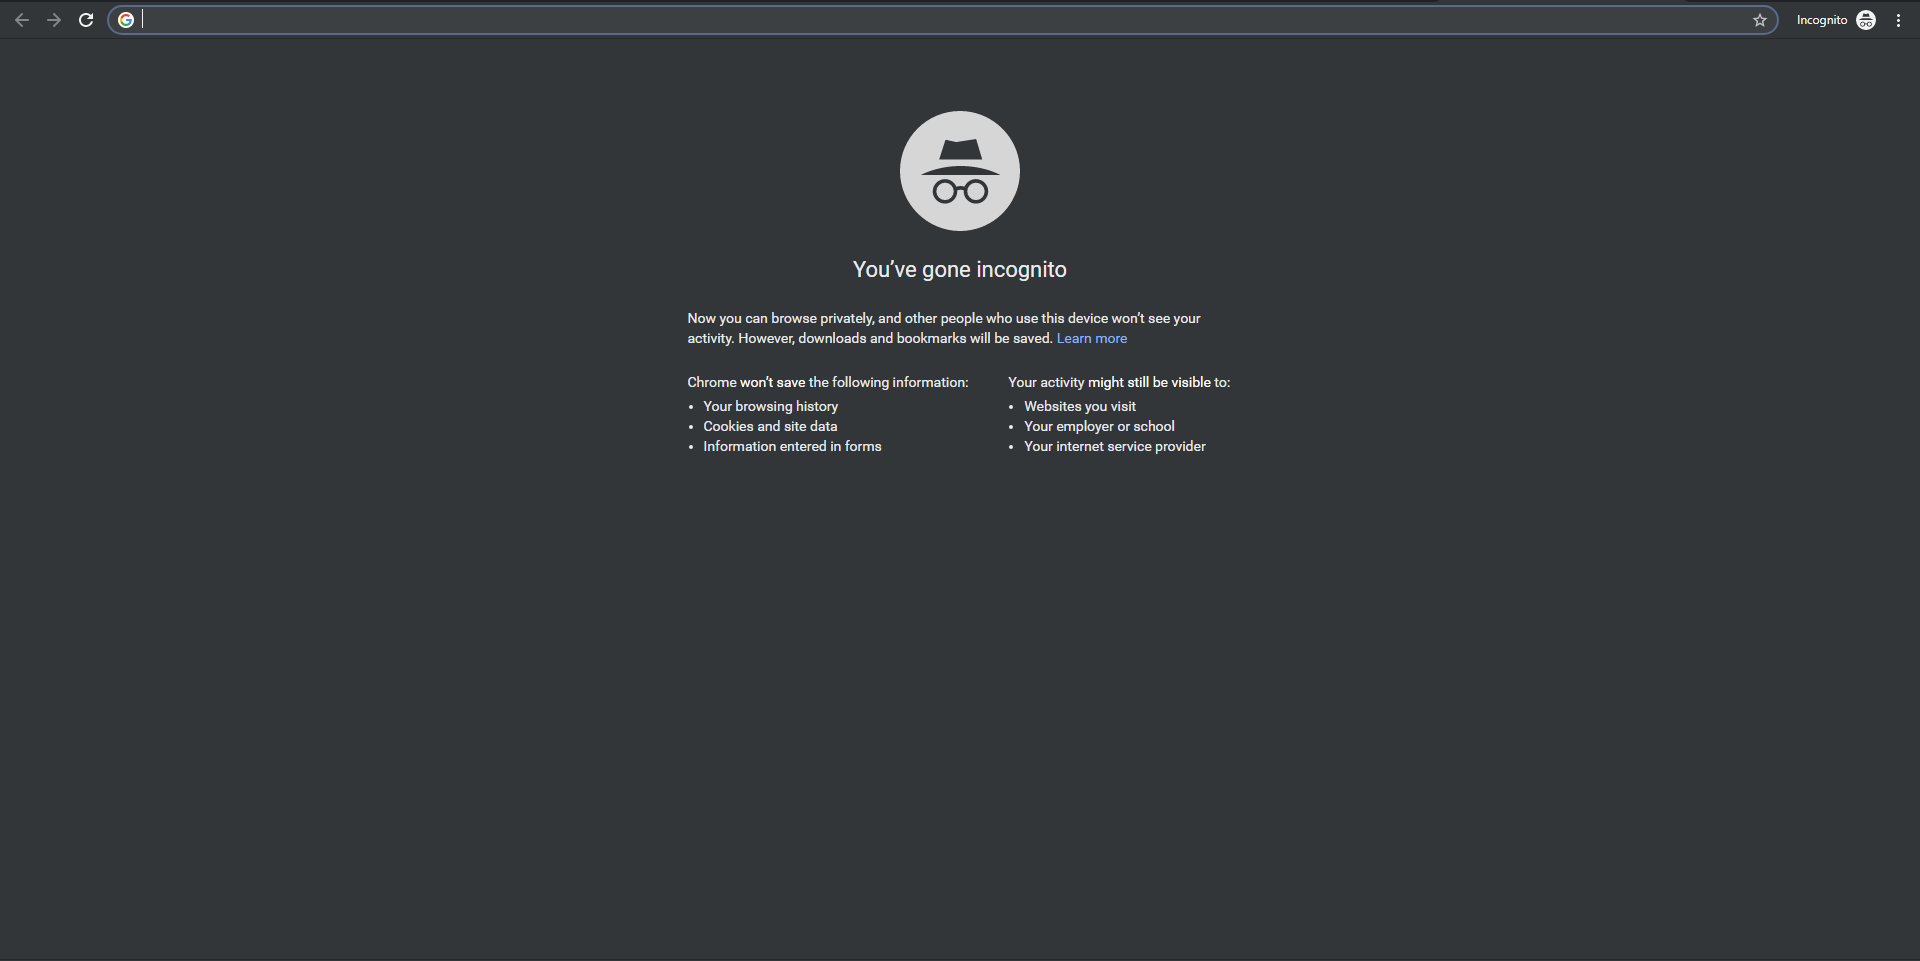 Incognito
You’ve gone incognito
Now you can browse privately, and other people who use this device won’t see your
activity. However, downloads and bookmarks will be saved. Learn more
Chrome won’t save the following information:
• Your browsing history
• Cookies and site data
• Information entered in forms
Your activity might still be visible to:
• Websites you visit
• Your employer or school
• Your internet service provider